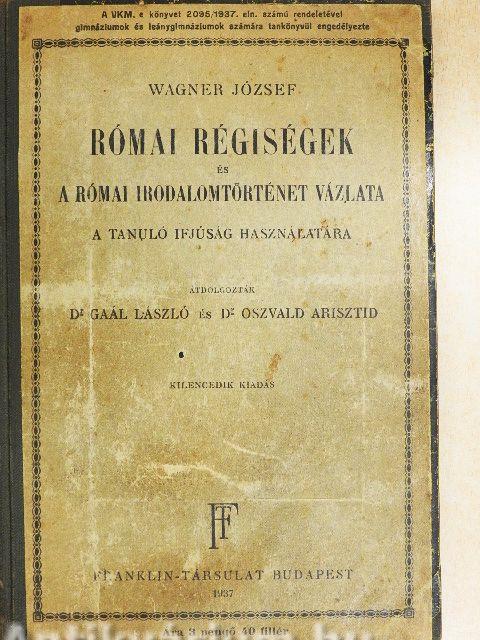 A VKM. e könyvet 2095/1937. eln. számú rendeletével
gimnáziumok és leánygimnáziumok számára tankönyvül engedélyezte
WAGNER JÓZSEF
RÓMAI RÉGISÉGEK
ÉS
A RÓMAI IRODALOMTÖRTÉNET VÁZLATA
A TANULÓ IFJÚSÁG HASZNÁLATÁRA
ÁTDOLGOZTÁK
Dr GAÁL LÁSZLÓ ÉS Dr OSZVALD ARISZTID
KILENCEDIK KIADÁS
FT
FRANKLIN-TÁRSULAT BUDAPEST
1937
Ára 3 pengő 40 fillér